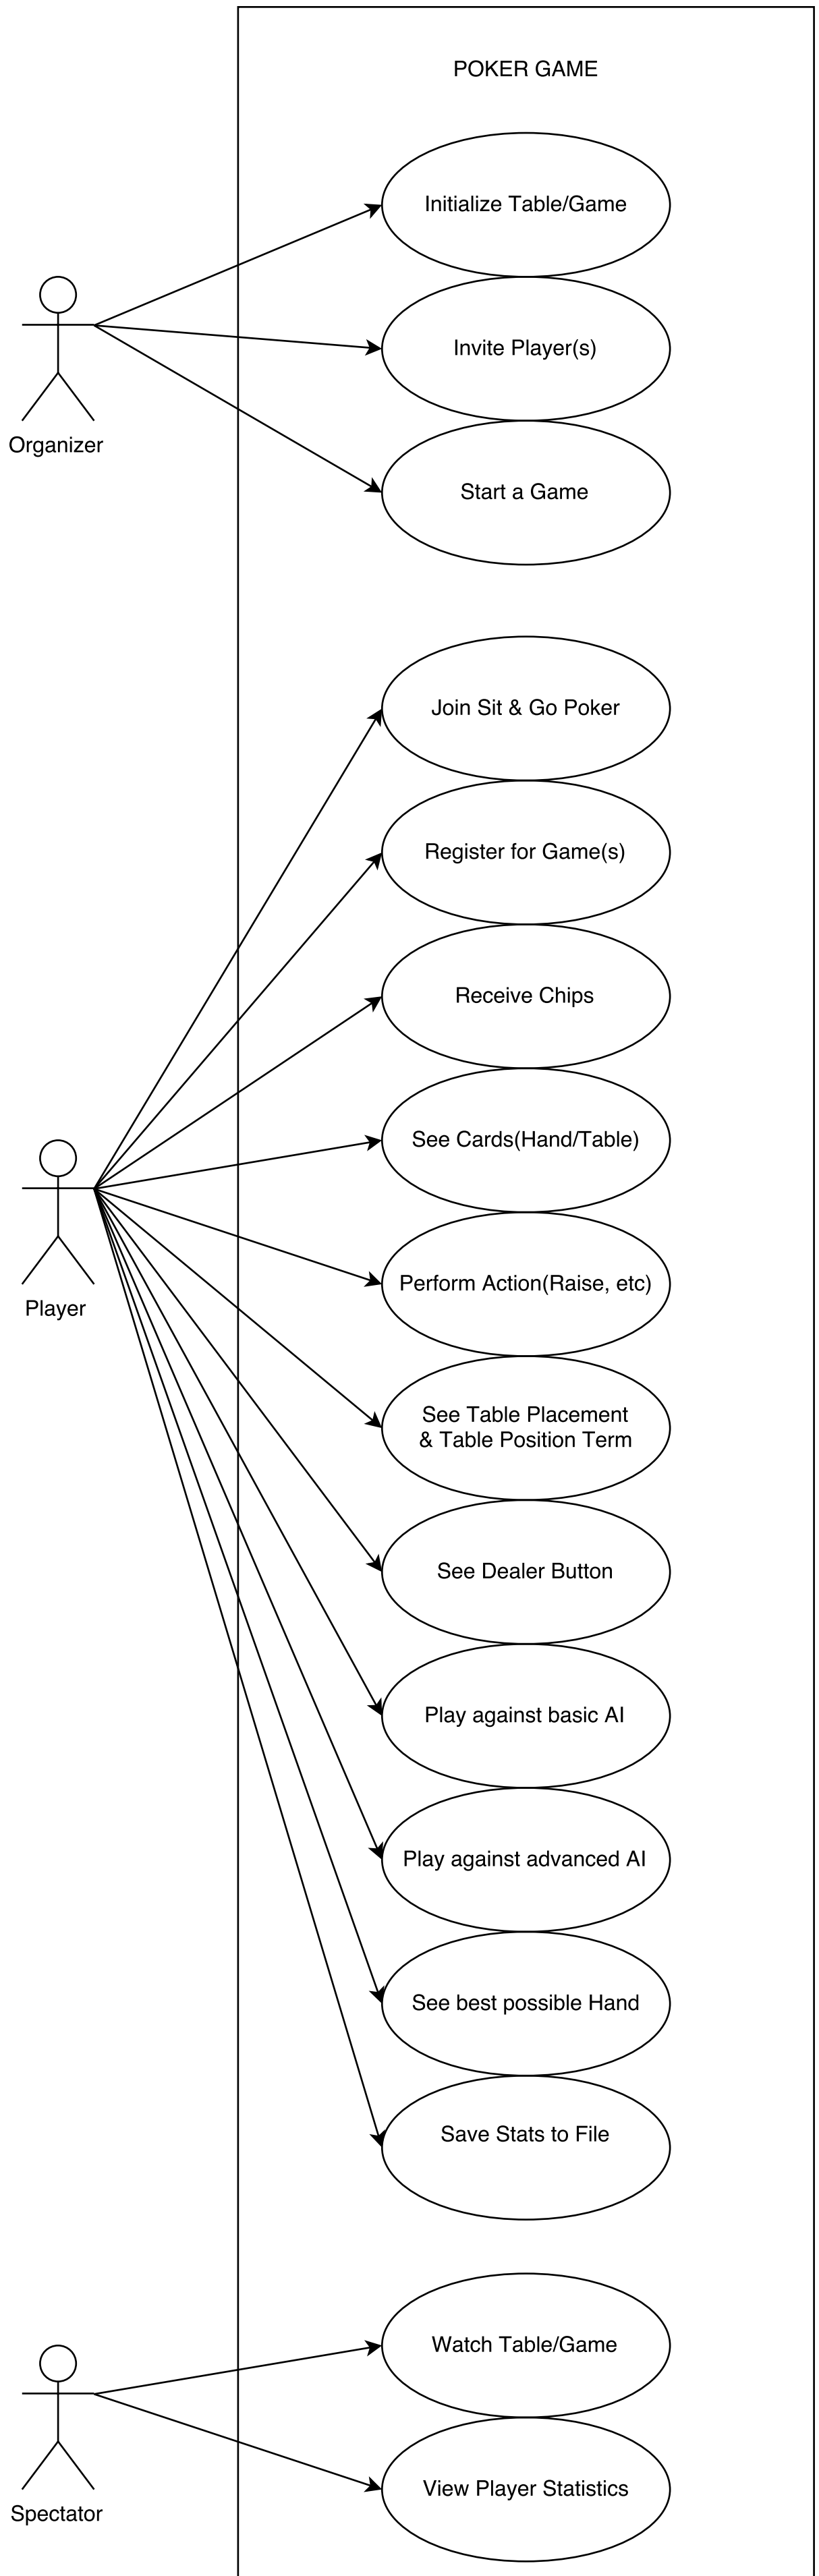 POKER GAME
Initialize Table/Game
Invite Player(s)
Organizer
Start a Game
Join Sit & Go Poker
Register for Game(s)
Receive Chips
See Cards(Hand/Table)
Perform Action(Raise, etc)
Player
See Table Placement
& Table Position Term
See Dealer Button
Play against basic AI
Play against advanced AI
See best possible Hand
Save Stats to File
Watch Table/Game
View Player Statistics
Spectator